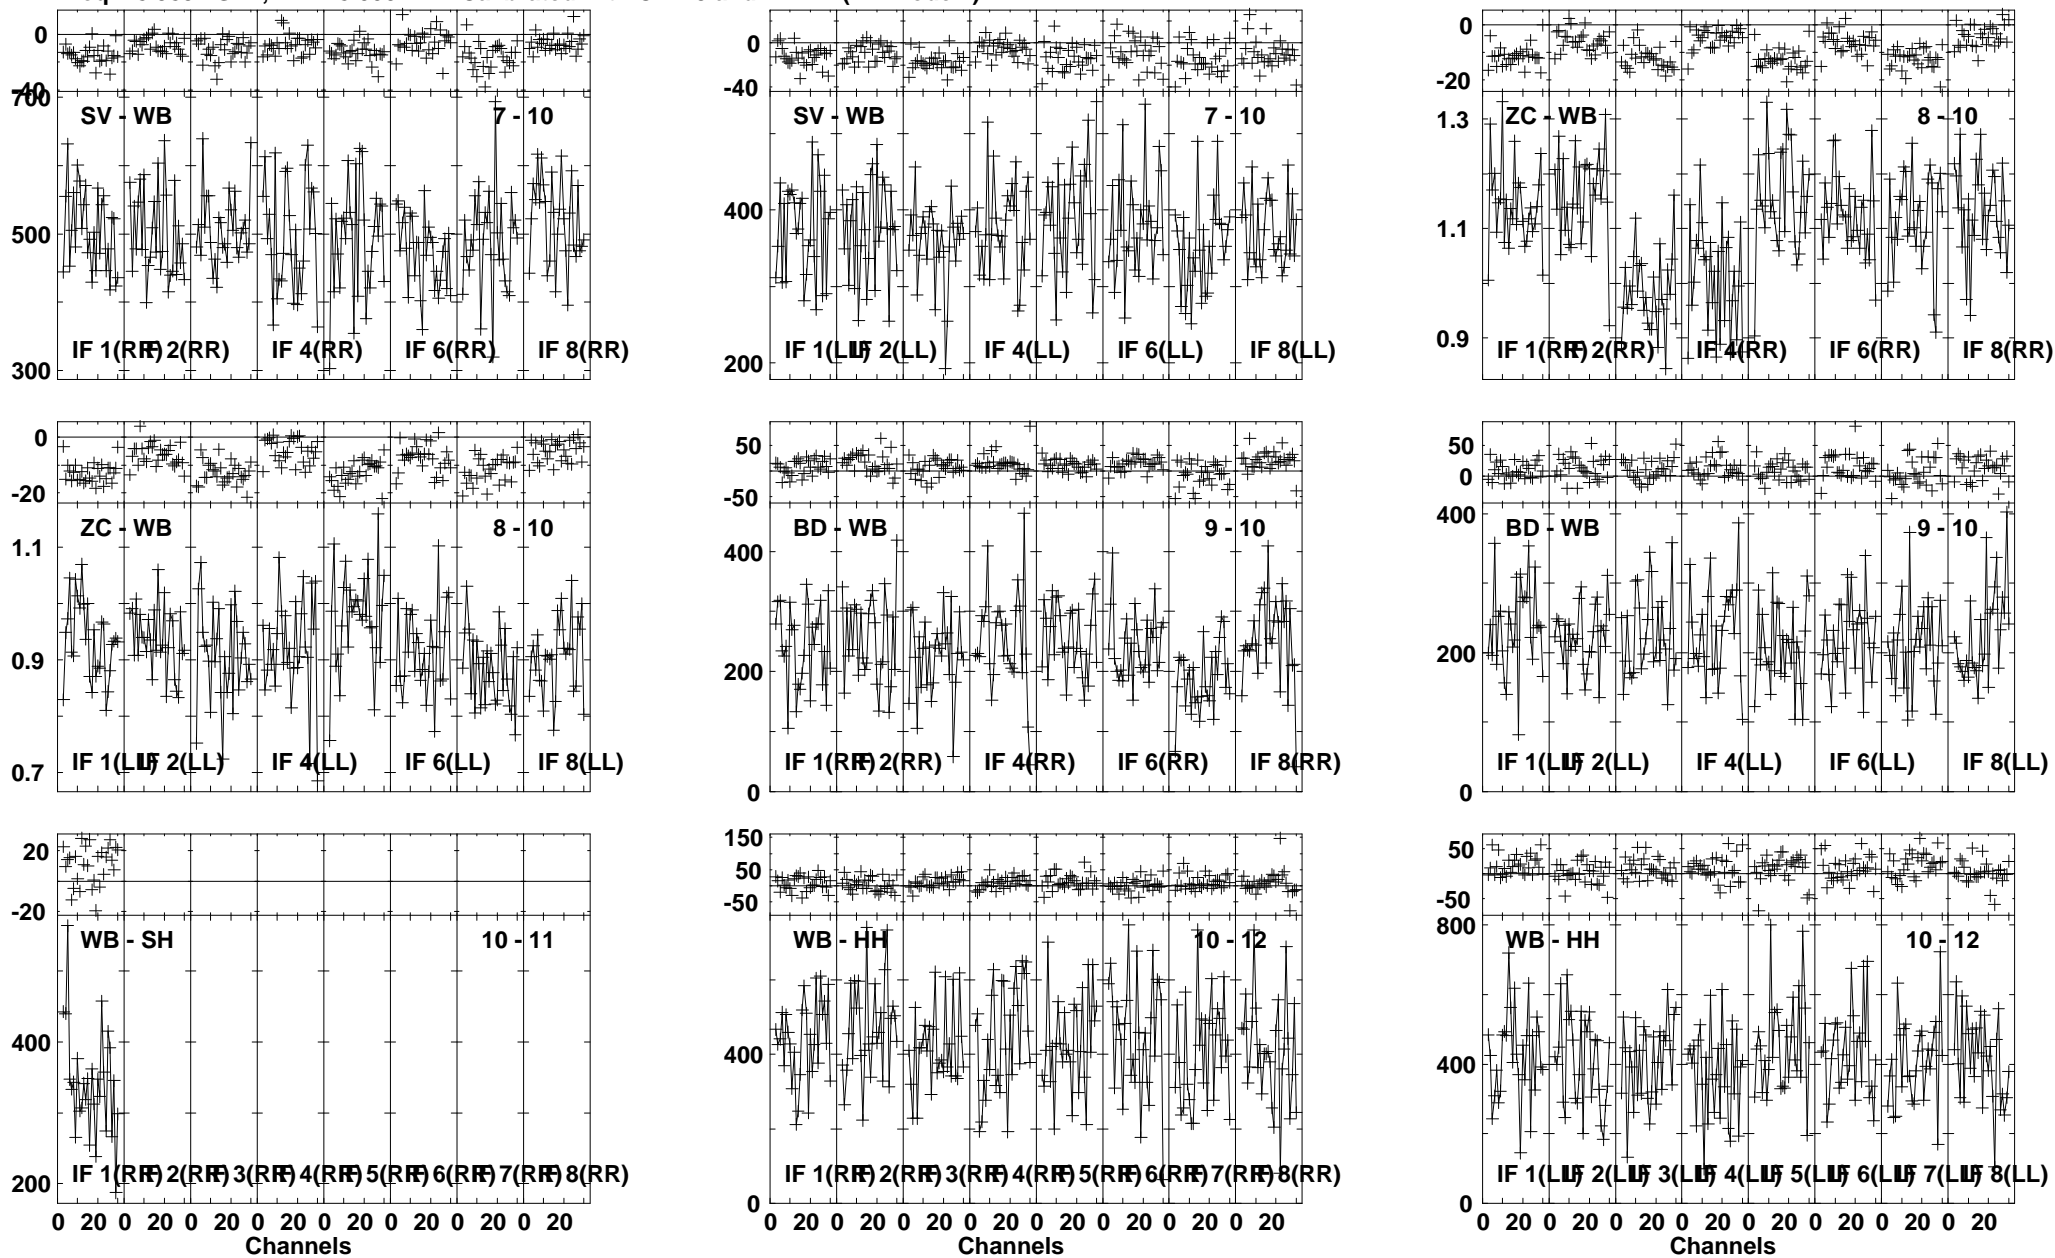 0
40
700
500
300
SV - WB
7 - 10
IF 1(RR)
IF 2(RR)
IF 4(RR)
IF 6(RR)
IF 8(RR)
0
-40
400
200
SV - WB
7 - 10
IF 1(LL)
IF 2(LL)
IF 4(LL)
IF 6(LL)
IF 8(LL)
0
-20
1.3
1.1
0.9
ZC - WB
8 - 10
IF 1(RR)
IF 2(RR)
IF 4(RR)
IF 6(RR)
IF 8(RR)
0
-20
1.1
0.9
0.7
ZC - WB
8 - 10
IF 1(LL)
IF 2(LL)
IF 4(LL)
IF 6(LL)
IF 8(LL)
50
-50
400
200
0
BD - WB
9 - 10
IF 1(RR)
IF 2(RR)
IF 4(RR)
IF 6(RR)
IF 8(RR)
50
0
400
200
0
BD - WB
9 - 10
IF 1(LL)
IF 2(LL)
IF 4(LL)
IF 6(LL)
IF 8(LL)
20
-20
400
200
WB - SH
10 - 11
IF 1(RR)
IF 2(RR)
IF 3(RR)
IF 4(RR)
IF 5(RR)
IF 6(RR)
IF 7(RR)
IF 8(RR)
0 20 0 20 0 20 0 20 0 20 0 20 0 20 0 20
Channels
150
50
-50
400
0
WB - HH
10 - 12
IF 1(RR)
IF 2(RR)
IF 3(RR)
IF 4(RR)
IF 5(RR)
IF 6(RR)
IF 7(RR)
IF 8(RR)
0 20 0 20 0 20 0 20 0 20 0 20 0 20 0 20
Channels
50
-50
800
400
0
WB - HH
10 - 12
IF 1(LL)
IF 2(LL)
IF 3(LL)
IF 4(LL)
IF 5(LL)
IF 6(LL)
IF 7(LL)
IF 8(LL)
0 20 0 20 0 20 0 20 0 20 0 20 0 20 0 20
Channels